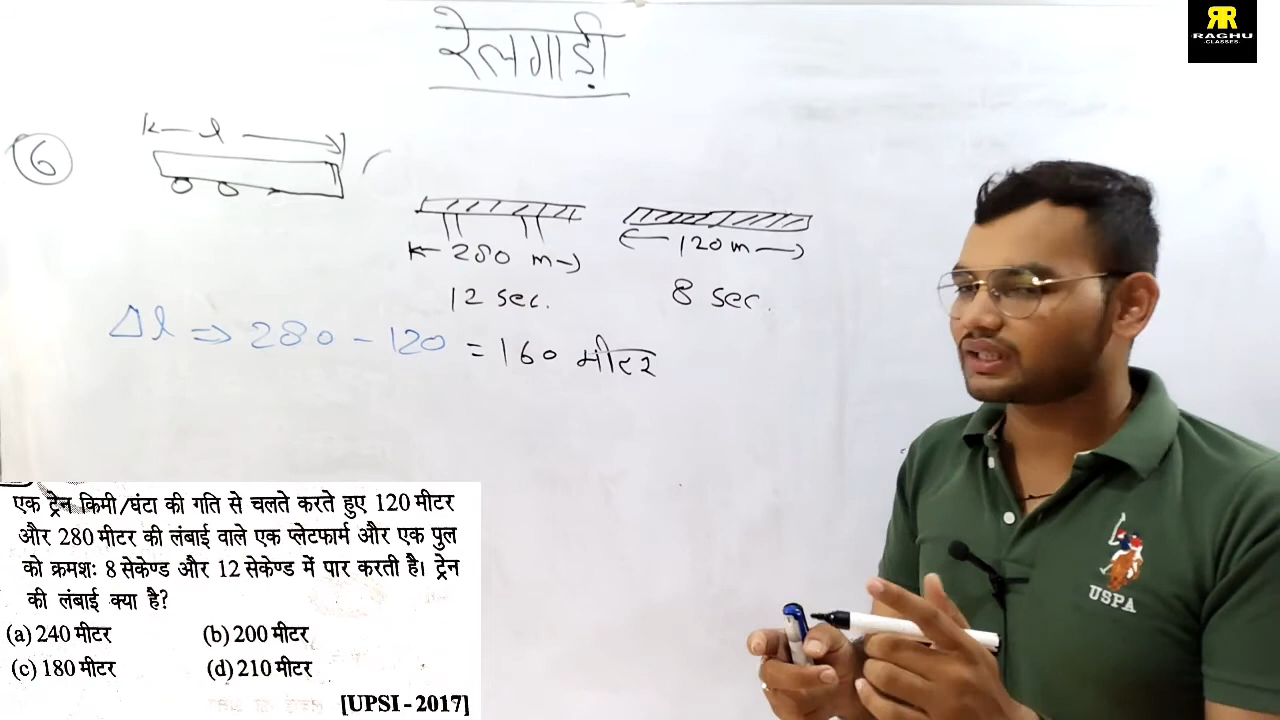 RAGHU
CLASSES
रेलगाड़ी
6
l
280 m
120 m
12 sec.
8 sec.
Δl ⇒ 280 - 120 = 160 मीटर
एक ट्रेन किमी/घंटा की गति से चलते करते हुए 120 मीटर
और 280 मीटर की लंबाई वाले एक प्लेटफार्म और एक पुल
को क्रमशः 8 सेकेण्ड और 12 सेकेण्ड में पार करती है। ट्रेन
की लंबाई क्या है?
(a) 240 मीटर (b) 200 मीटर
(c) 180 मीटर (d) 210 मीटर
[UPSI - 2017]
USPA